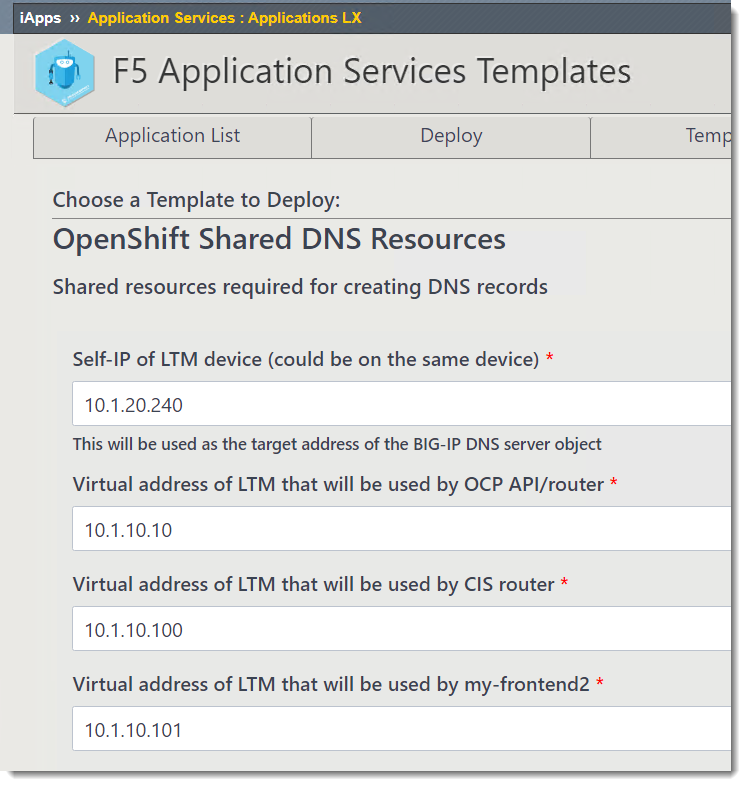 iApps ›› Application Services : Applications LX
F5 Application Services Templates
Application List Deploy Temp
Choose a Template to Deploy:
OpenShift Shared DNS Resources
Shared resources required for creating DNS records
Self-IP of LTM device (could be on the same device) *
10.1.20.240
This will be used as the target address of the BIG-IP DNS server object
Virtual address of LTM that will be used by OCP API/router *
10.1.10.10
Virtual address of LTM that will be used by CIS router *
10.1.10.100
Virtual address of LTM that will be used by my-frontend2 *
10.1.10.101